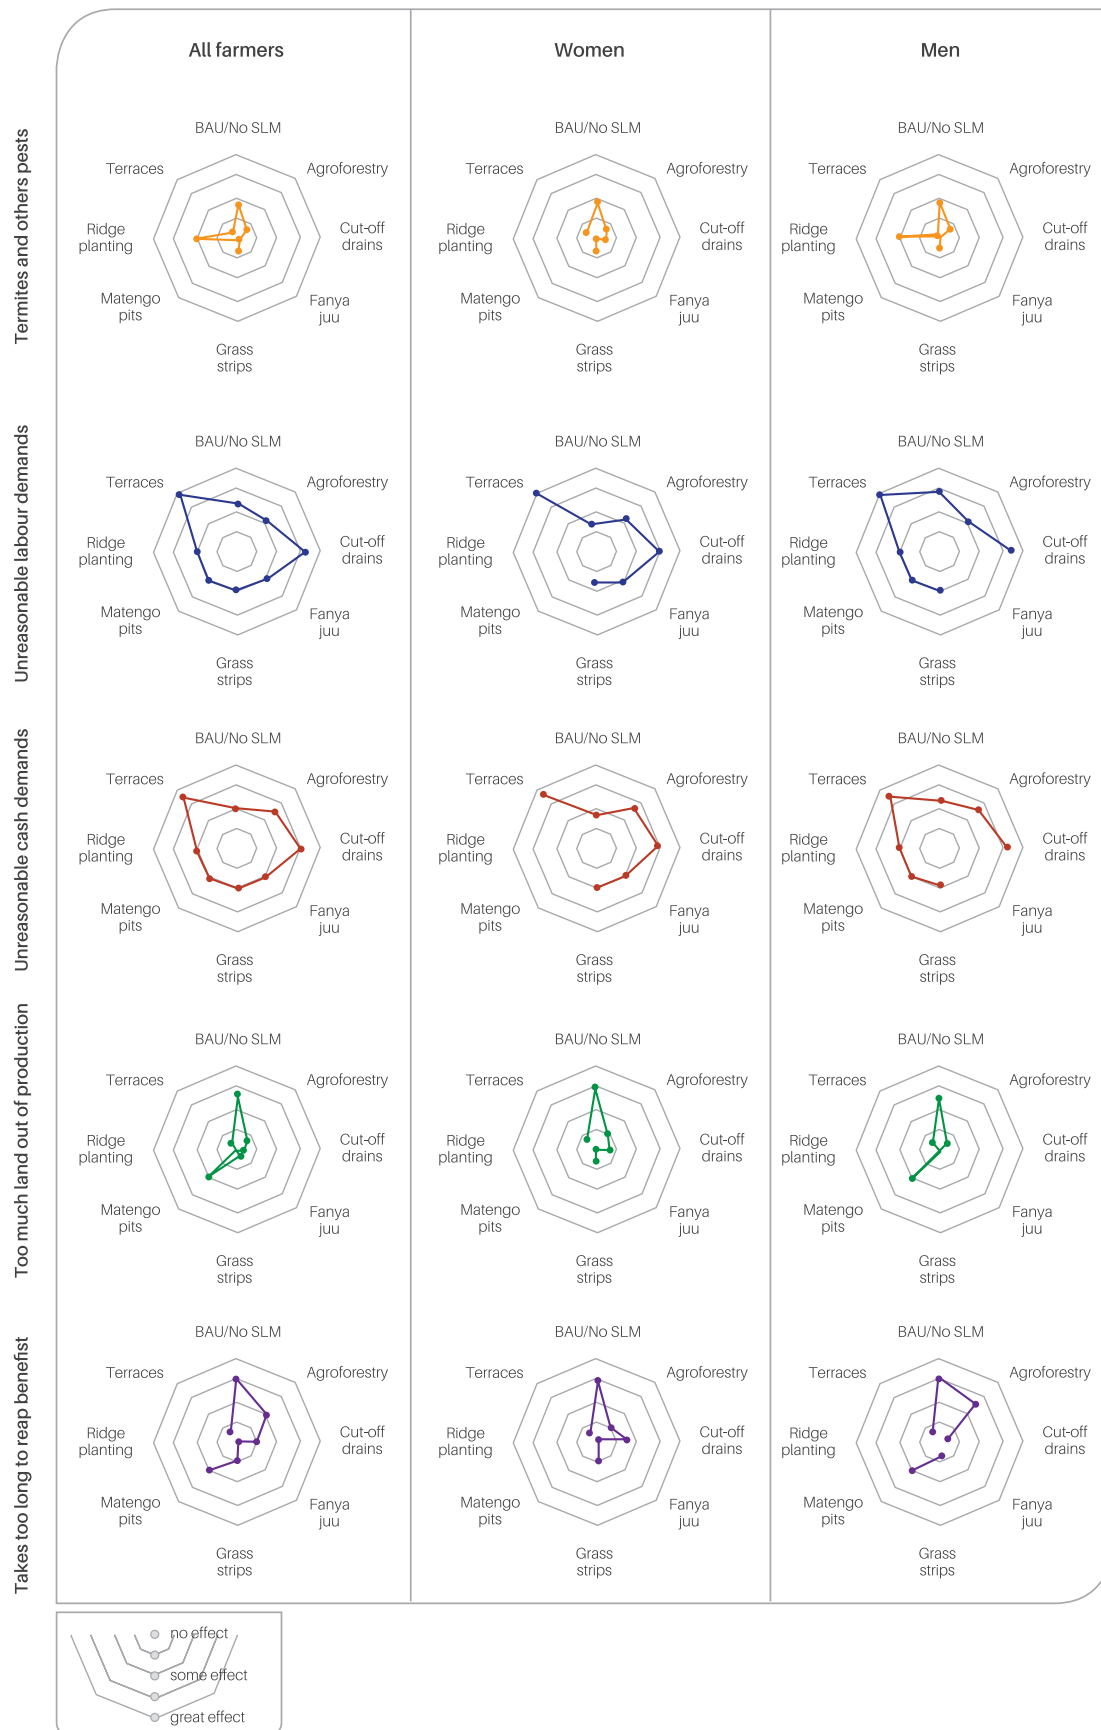 All farmers
Women
Men
Termites and others pests
BAU/No SLM
Terraces
Agroforestry
Ridge
planting
Cut-off
drains
Matengo
pits
Fanya
juu
Grass
strips
BAU/No SLM
Terraces
Agroforestry
Ridge
planting
Cut-off
drains
Matengo
pits
Fanya
juu
Grass
strips
BAU/No SLM
Terraces
Agroforestry
Ridge
planting
Cut-off
drains
Matengo
pits
Fanya
juu
Grass
strips
Unreasonable labour demands
BAU/No SLM
Terraces
Agroforestry
Ridge
planting
Cut-off
drains
Matengo
pits
Fanya
juu
Grass
strips
BAU/No SLM
Terraces
Agroforestry
Ridge
planting
Cut-off
drains
Matengo
pits
Fanya
juu
Grass
strips
BAU/No SLM
Terraces
Agroforestry
Ridge
planting
Cut-off
drains
Matengo
pits
Fanya
juu
Grass
strips
Unreasonable cash demands
BAU/No SLM
Terraces
Agroforestry
Ridge
planting
Cut-off
drains
Matengo
pits
Fanya
juu
Grass
strips
BAU/No SLM
Terraces
Agroforestry
Ridge
planting
Cut-off
drains
Matengo
pits
Fanya
juu
Grass
strips
BAU/No SLM
Terraces
Agroforestry
Ridge
planting
Cut-off
drains
Matengo
pits
Fanya
juu
Grass
strips
Too much land out of production
BAU/No SLM
Terraces
Agroforestry
Ridge
planting
Cut-off
drains
Matengo
pits
Fanya
juu
Grass
strips
BAU/No SLM
Terraces
Agroforestry
Ridge
planting
Cut-off
drains
Matengo
pits
Fanya
juu
Grass
strips
BAU/No SLM
Terraces
Agroforestry
Ridge
planting
Cut-off
drains
Matengo
pits
Fanya
juu
Grass
strips
Takes too long to reap benefist
BAU/No SLM
Terraces
Agroforestry
Ridge
planting
Cut-off
drains
Matengo
pits
Fanya
juu
Grass
strips
BAU/No SLM
Terraces
Agroforestry
Ridge
planting
Cut-off
drains
Matengo
pits
Fanya
juu
Grass
strips
BAU/No SLM
Terraces
Agroforestry
Ridge
planting
Cut-off
drains
Matengo
pits
Fanya
juu
Grass
strips
no effect
some effect
great effect